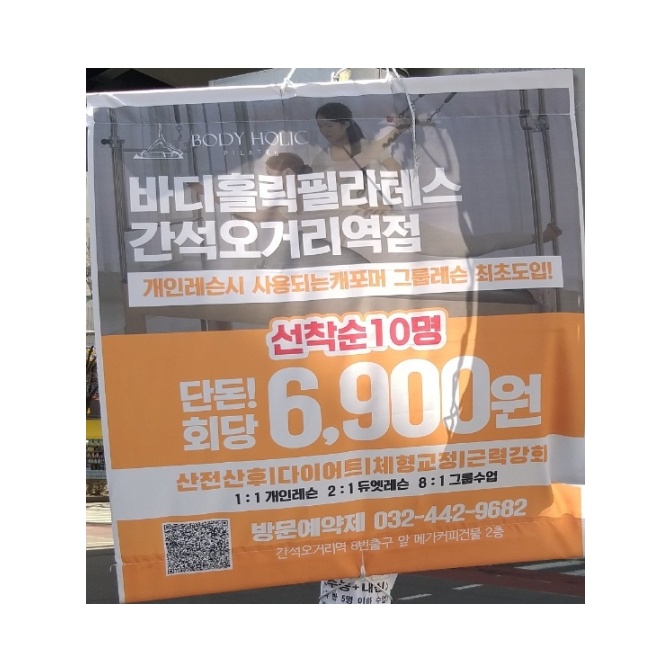 BODY HOLIC
PILATES
바디홀릭필라테스
간석오거리역점
개인레슨시 사용되는캐포머 그룹레슨 최초도입!
선착순10명
단돈!
회당 6,900원
산전산후|다이어트|체형교정|근력강화
1:1개인레슨 2:1듀엣레슨 8:1그룹수업
방문예약제 032-442-9682
간석오거리역 8번출구 앞 메가커피건물 2층